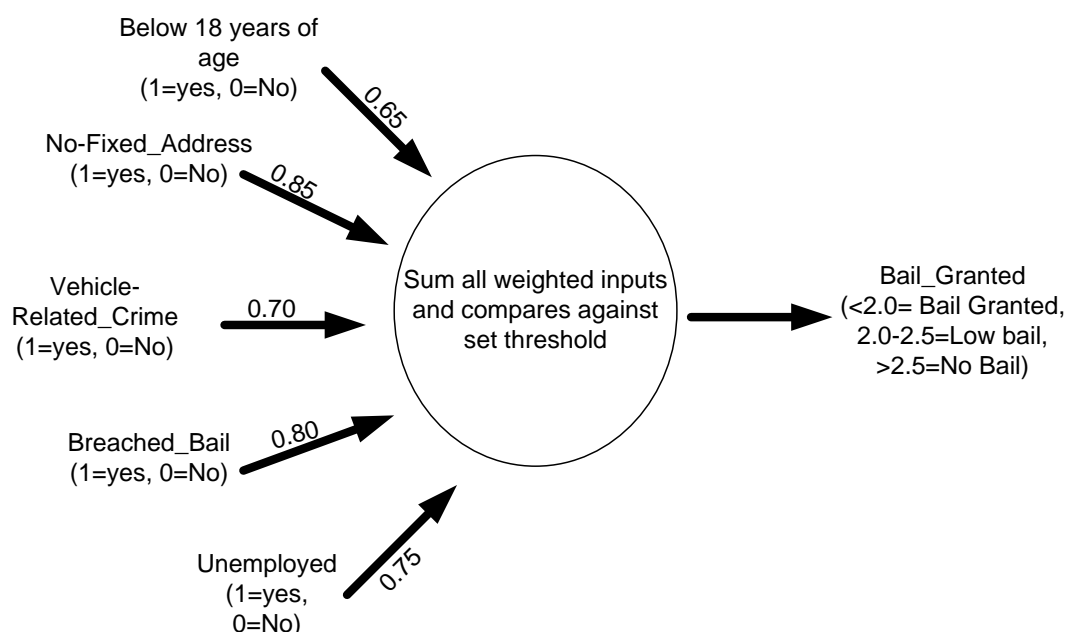 Below 18 years of
age
(1=yes, 0=No)
0.65
No-Fixed_Address
(1=yes, 0=No)
0.85
Vehicle-
Related_Crime
(1=yes, 0=No)
0.70
Sum all weighted inputs
and compares against
set threshold
Bail_Granted
(<2.0= Bail Granted,
2.0-2.5=Low bail,
>2.5=No Bail)
Breached_Bail
(1=yes, 0=No)
0.80
Unemployed
(1=yes,
0=No)
0.75